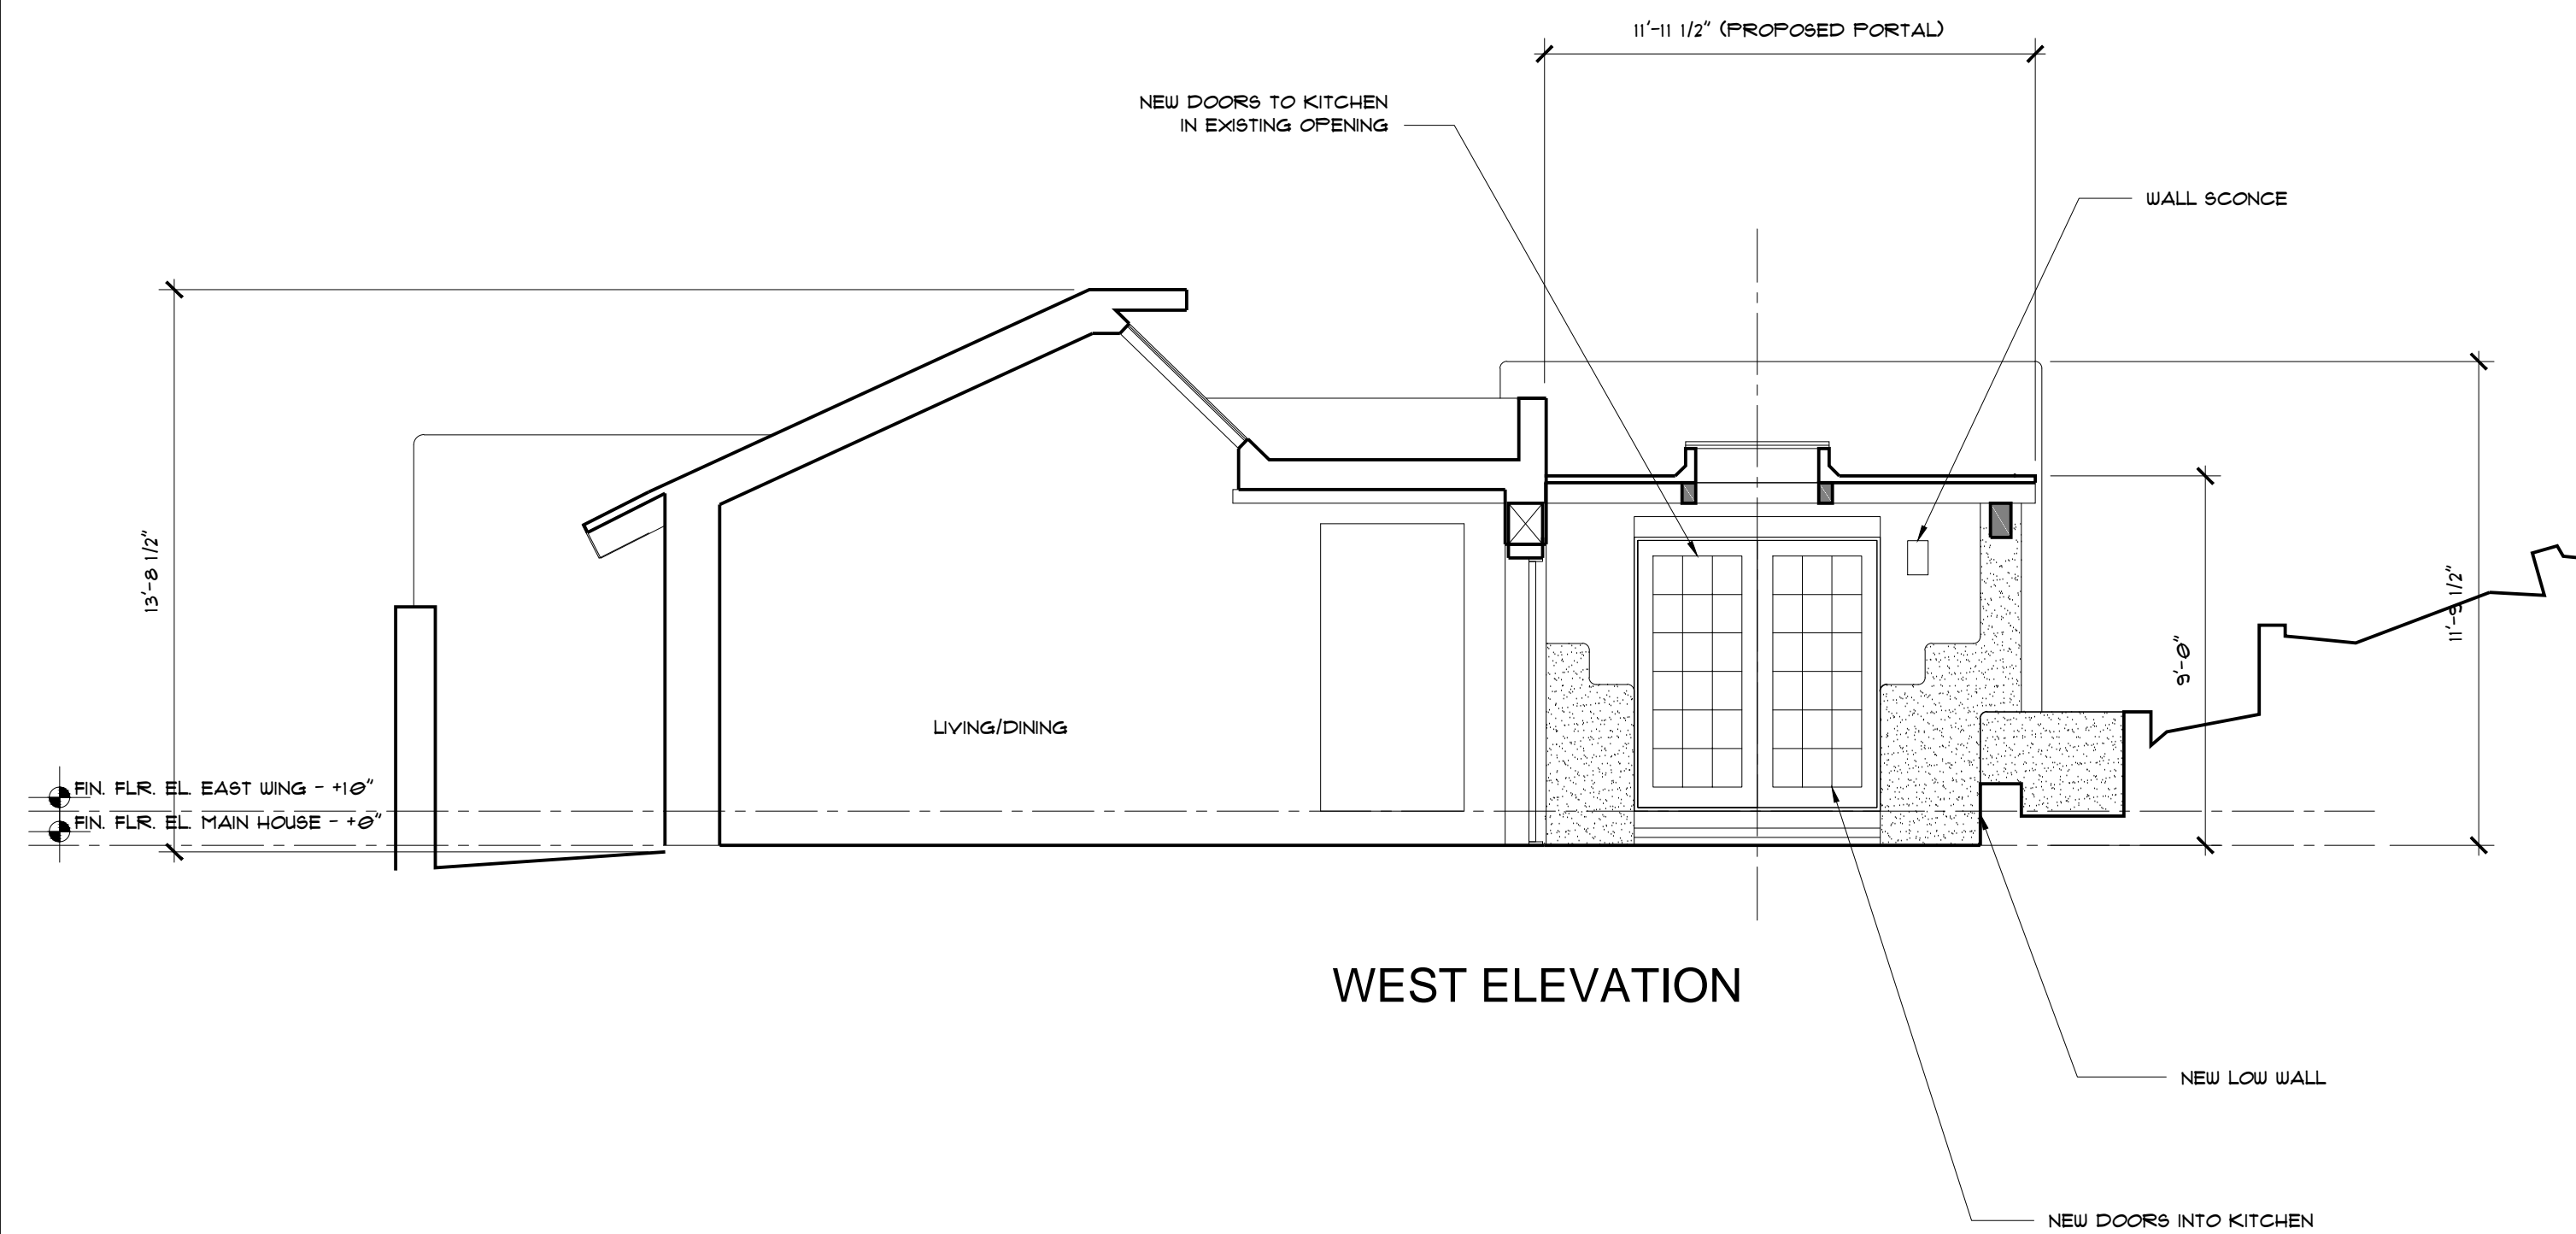 11'-11 1/2" (PROPOSED PORTAL)
NEW DOORS TO KITCHEN
IN EXISTING OPENING
WALL SCONCE
13'-8 1/2"
11'-9 1/2"
9'-0"
LIVING/DINING
FIN. FLR. EL. EAST WING - +10"
FIN. FLR. EL. MAIN HOUSE - +0"
WEST ELEVATION
NEW LOW WALL
NEW DOORS INTO KITCHEN